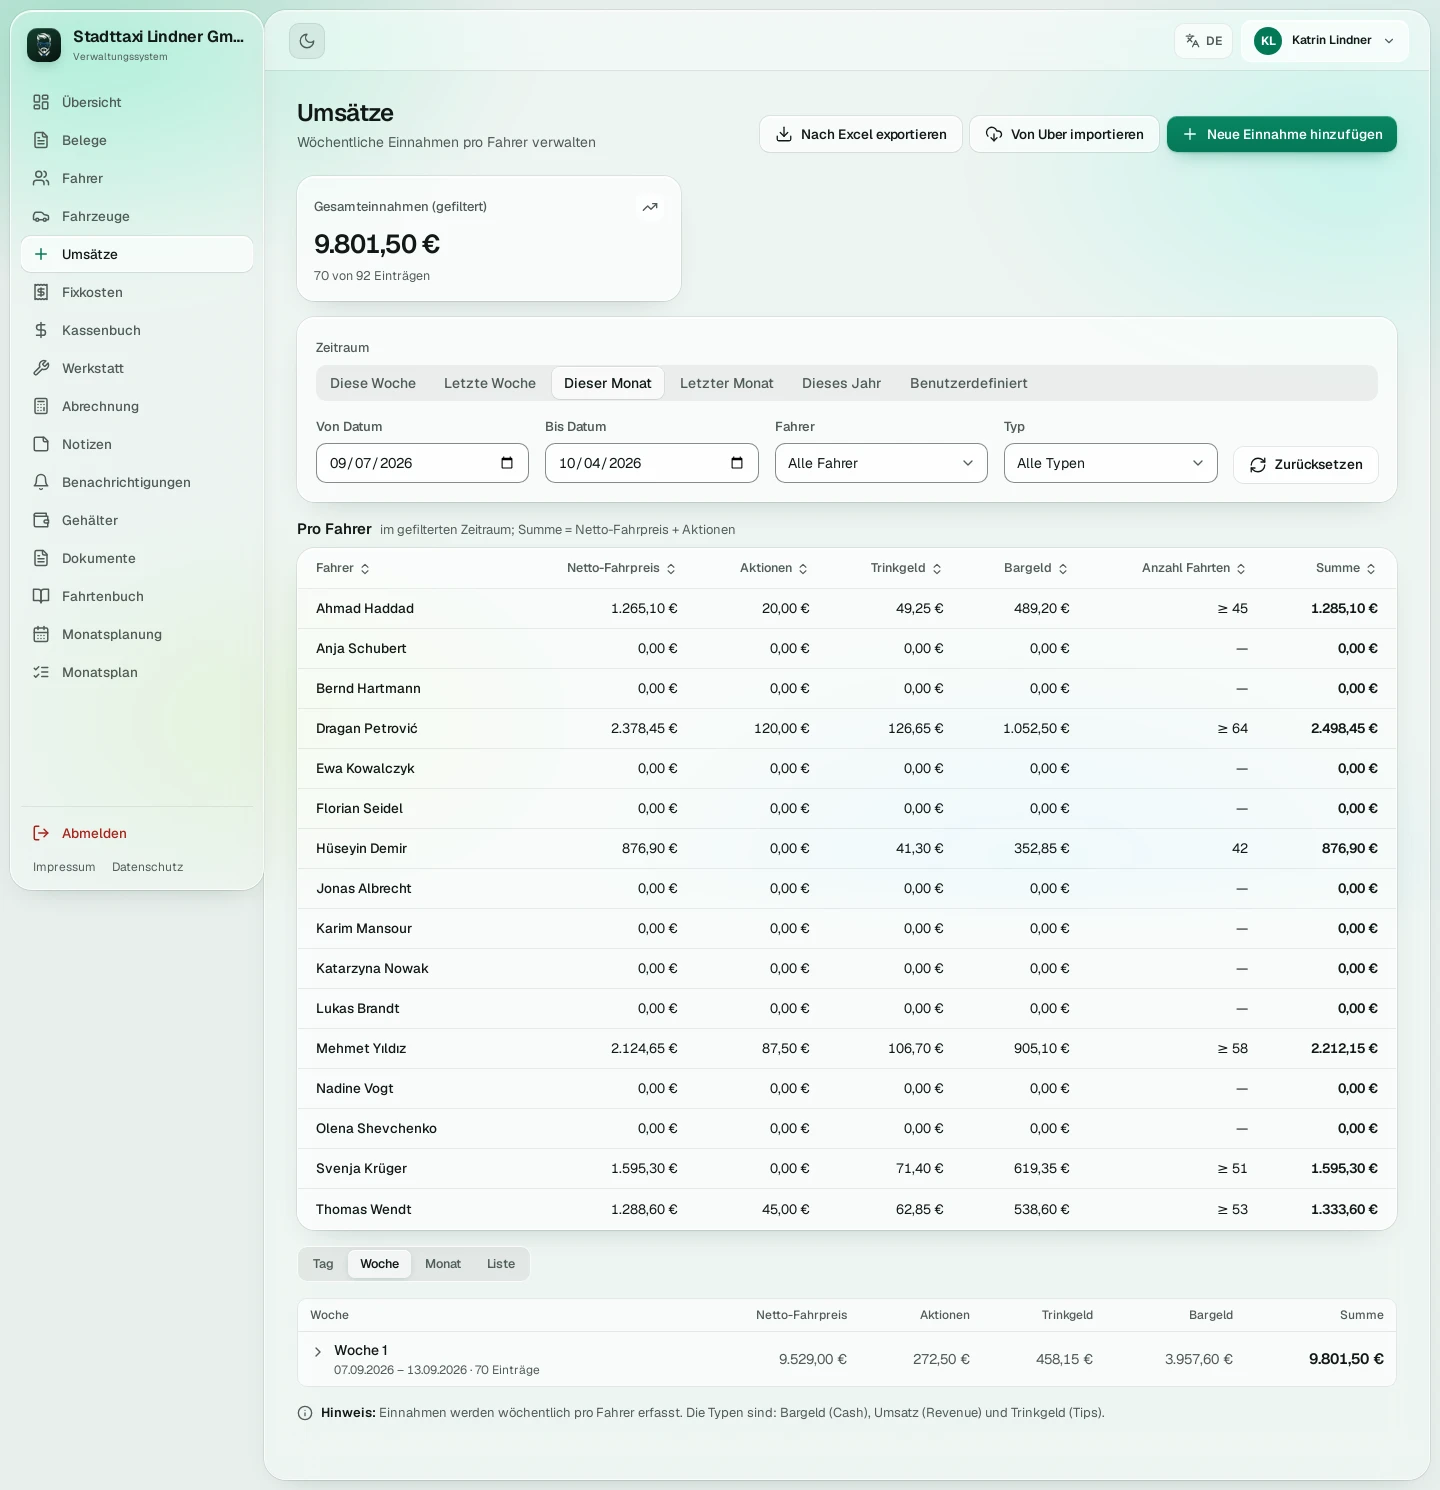 Stadttaxi Lindner Gm...
Verwaltungssystem
Übersicht
Belege
Fahrer
Fahrzeuge
Umsätze
Fixkosten
Kassenbuch
Werkstatt
Abrechnung
Notizen
Benachrichtigungen
Gehälter
Dokumente
Fahrtenbuch
Monatsplanung
Monatsplan
Abmelden
Impressum Datenschutz
DE
KL Katrin Lindner
Umsätze
Wöchentliche Einnahmen pro Fahrer verwalten
Nach Excel exportieren
Von Uber importieren
Neue Einnahme hinzufügen
Gesamteinnahmen (gefiltert)
9.801,50 €
70 von 92 Einträgen
Zeitraum
Diese Woche Letzte Woche Dieser Monat Letzter Monat Dieses Jahr Benutzerdefiniert
Von Datum Bis Datum Fahrer Typ
09/07/2026 10/04/2026 Alle Fahrer Alle Typen Zurücksetzen
Pro Fahrer im gefilterten Zeitraum; Summe = Netto-Fahrpreis + Aktionen
Fahrer Netto-Fahrpreis Aktionen Trinkgeld Bargeld Anzahl Fahrten Summe
Ahmad Haddad 1.265,10 € 20,00 € 49,25 € 489,20 € ≥ 45 1.285,10 €
Anja Schubert 0,00 € 0,00 € 0,00 € 0,00 € — 0,00 €
Bernd Hartmann 0,00 € 0,00 € 0,00 € 0,00 € — 0,00 €
Dragan Petrović 2.378,45 € 120,00 € 126,65 € 1.052,50 € ≥ 64 2.498,45 €
Ewa Kowalczyk 0,00 € 0,00 € 0,00 € 0,00 € — 0,00 €
Florian Seidel 0,00 € 0,00 € 0,00 € 0,00 € — 0,00 €
Hüseyin Demir 876,90 € 0,00 € 41,30 € 352,85 € 42 876,90 €
Jonas Albrecht 0,00 € 0,00 € 0,00 € 0,00 € — 0,00 €
Karim Mansour 0,00 € 0,00 € 0,00 € 0,00 € — 0,00 €
Katarzyna Nowak 0,00 € 0,00 € 0,00 € 0,00 € — 0,00 €
Lukas Brandt 0,00 € 0,00 € 0,00 € 0,00 € — 0,00 €
Mehmet Yıldız 2.124,65 € 87,50 € 106,70 € 905,10 € ≥ 58 2.212,15 €
Nadine Vogt 0,00 € 0,00 € 0,00 € 0,00 € — 0,00 €
Olena Shevchenko 0,00 € 0,00 € 0,00 € 0,00 € — 0,00 €
Svenja Krüger 1.595,30 € 0,00 € 71,40 € 619,35 € ≥ 51 1.595,30 €
Thomas Wendt 1.288,60 € 45,00 € 62,85 € 538,60 € ≥ 53 1.333,60 €
Tag Woche Monat Liste
Woche Netto-Fahrpreis Aktionen Trinkgeld Bargeld Summe
Woche 1 9.529,00 € 272,50 € 458,15 € 3.957,60 € 9.801,50 €
07.09.2026 – 13.09.2026 · 70 Einträge
Hinweis: Einnahmen werden wöchentlich pro Fahrer erfasst. Die Typen sind: Bargeld (Cash), Umsatz (Revenue) und Trinkgeld (Tips).